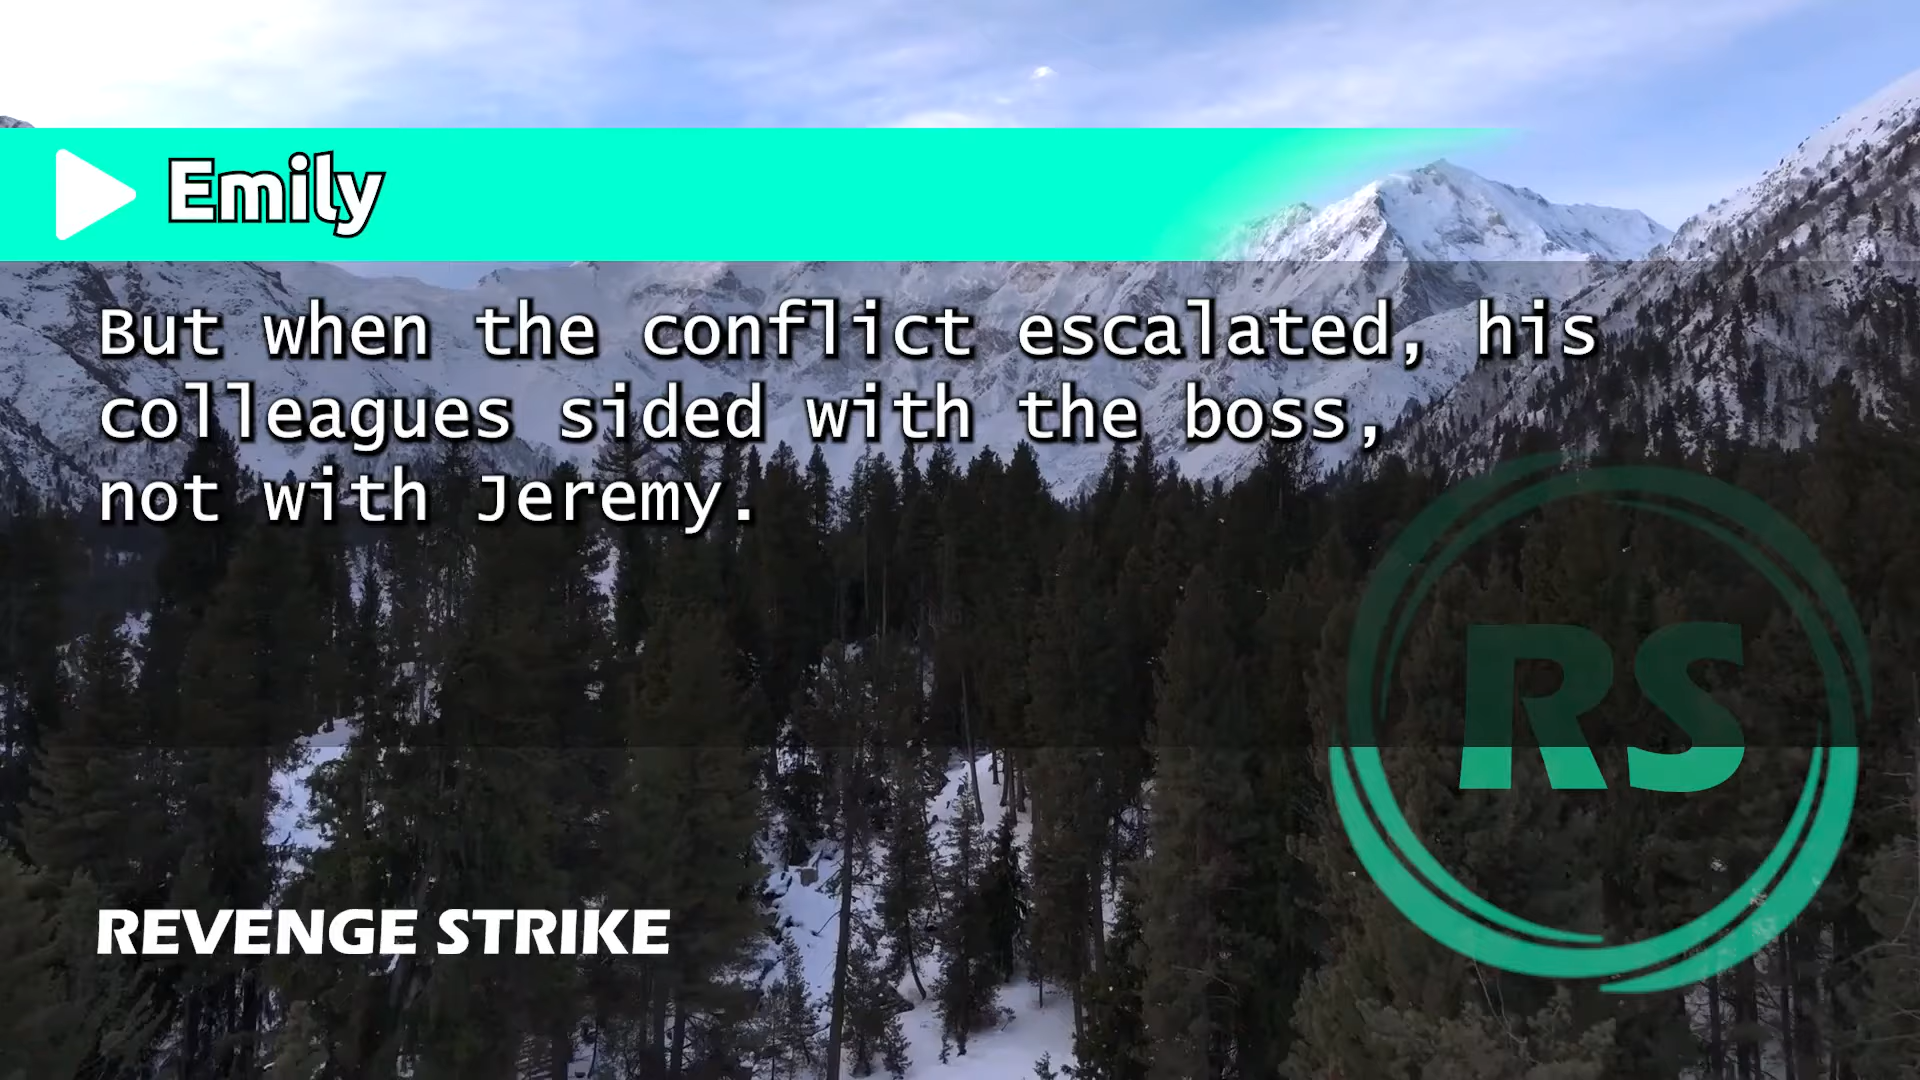 Emily
But when the conflict escalated, his
colleagues sided with the boss,
not with Jeremy.
RS
REVENGE STRIKE